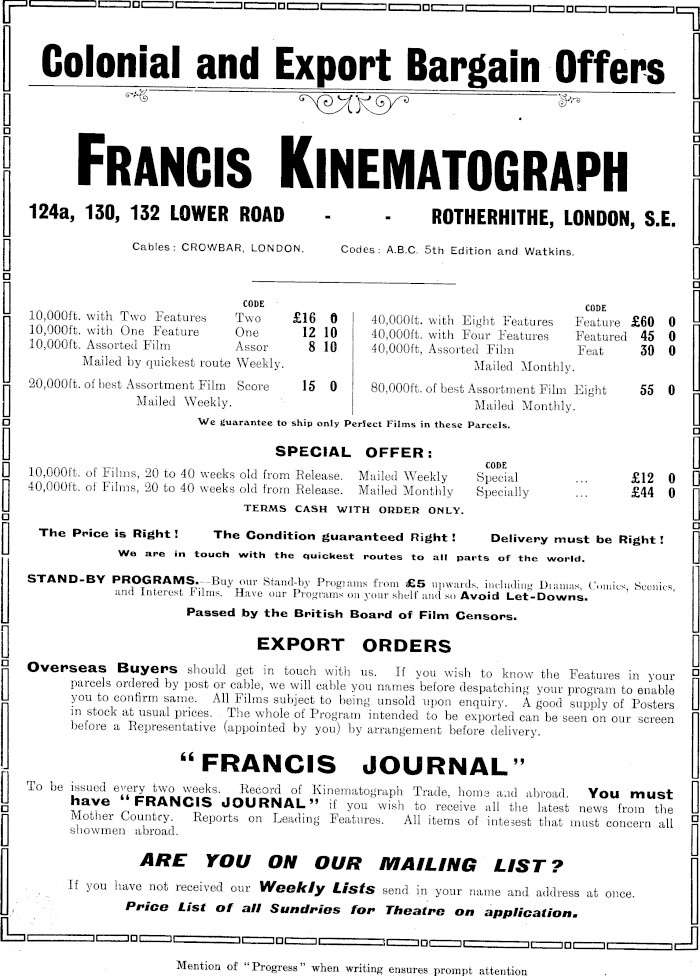 Colonial and Export Bargain Offers
FRANCIS KINEMATOGRAPH
124a, 130, 132 LOWER ROAD - - ROTHERHITHE, LONDON, S.E.
Cables: CROWBAR, LONDON. Codes: A.B.C. 5th Edition and Watkins.
CODE
10,000ft. with Two Features Two £16 0
10,000ft. with One Feature One 12 10
10,000ft. Assorted Film Assor 8 10
Mailed by quickest route Weekly.
20,000ft. of best Assortment Film Score 15 0
Mailed Weekly.
CODE
40,000ft. with Eight Features Feature £60 0
40,000ft. with Four Features Featured 45 0
40,000ft, Assorted Film Feat 30 0
Mailed Monthly.
80,000ft. of best Assortment Film Eight 55 0
Mailed Monthly.
We guarantee to ship only Perfect Films in these Parcels.
SPECIAL OFFER:
CODE
10,000ft. of Films, 20 to 40 weeks old from Release. Mailed Weekly Special ... £12 0
40,000ft. of Films, 20 to 40 weeks old from Release. Mailed Monthly Specially ... £44 0
TERMS CASH WITH ORDER ONLY.
The Price is Right! The Condition guaranteed Right! Delivery must be Right!
We are in touch with the quickest routes to all parts of the world.
STAND-BY PROGRAMS.—Buy our Stand-by Programs from £5 upwards, including Dramas, Comics, Scenics,
and Interest Films. Have our Programs on your shelf and so Avoid Let-Downs.
Passed by the British Board of Film Censors.
EXPORT ORDERS
Overseas Buyers should get in touch with us. If you wish to know the Features in your
parcels ordered by post or cable, we will cable you names before despatching your program to enable
you to confirm same. All Films subject to being unsold upon enquiry. A good supply of Posters
in stock at usual prices. The whole of Program intended to be exported can be seen on our screen
before a Representative (appointed by you) by arrangement before delivery.
"FRANCIS JOURNAL"
To be issued every two weeks. Record of Kinematograph Trade, home and abroad. You must
have "FRANCIS JOURNAL" if you wish to receive all the latest news from the
Mother Country. Reports on Leading Features. All items of intesest that must concern all
showmen abroad.
ARE YOU ON OUR MAILING LIST?
If you have not received our Weekly Lists send in your name and address at once.
Price List of all Sundries for Theatre on application.
Mention of "Progress" when writing ensures prompt attention